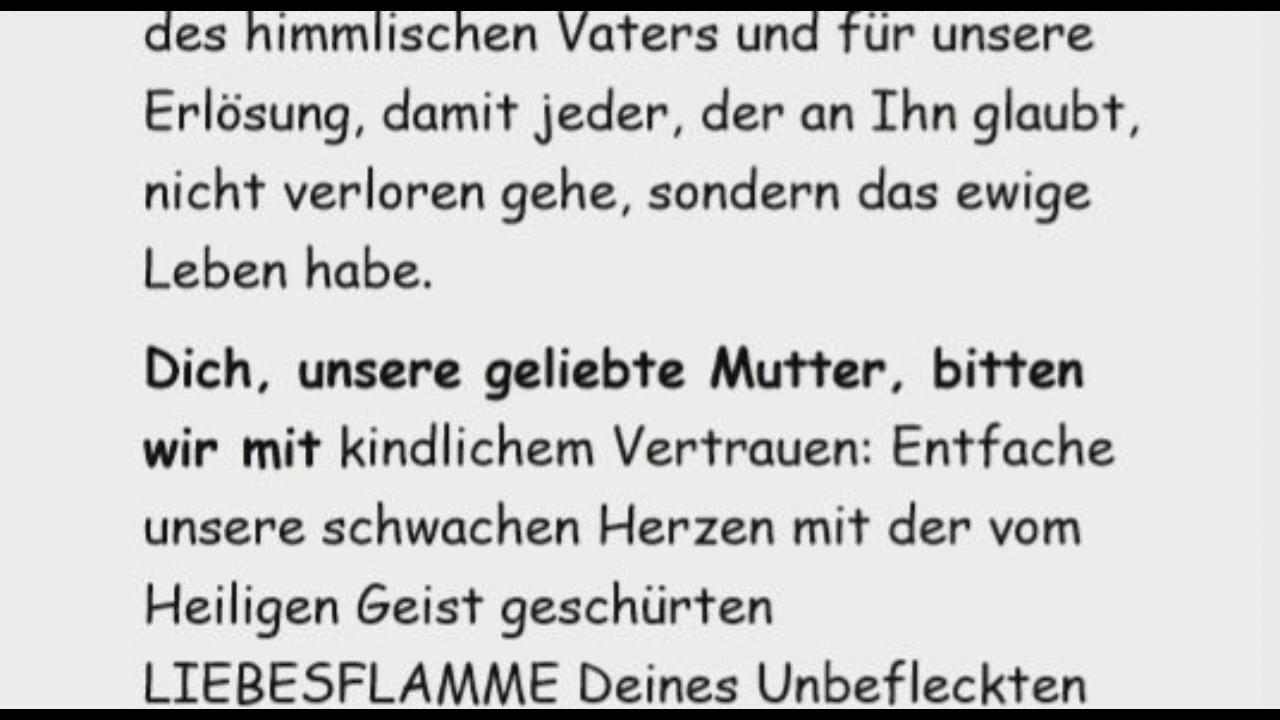 des himmlischen Vaters und für unsere
Erlösung, damit jeder, der an Ihn glaubt,
nicht verloren gehe, sondern das ewige
Leben habe.
Dich, unsere geliebte Mutter, bitten
wir mit kindlichem Vertrauen: Entfache
unsere schwachen Herzen mit der vom
Heiligen Geist geschürten
LIEBESFLAMME Deines Unbefleckten